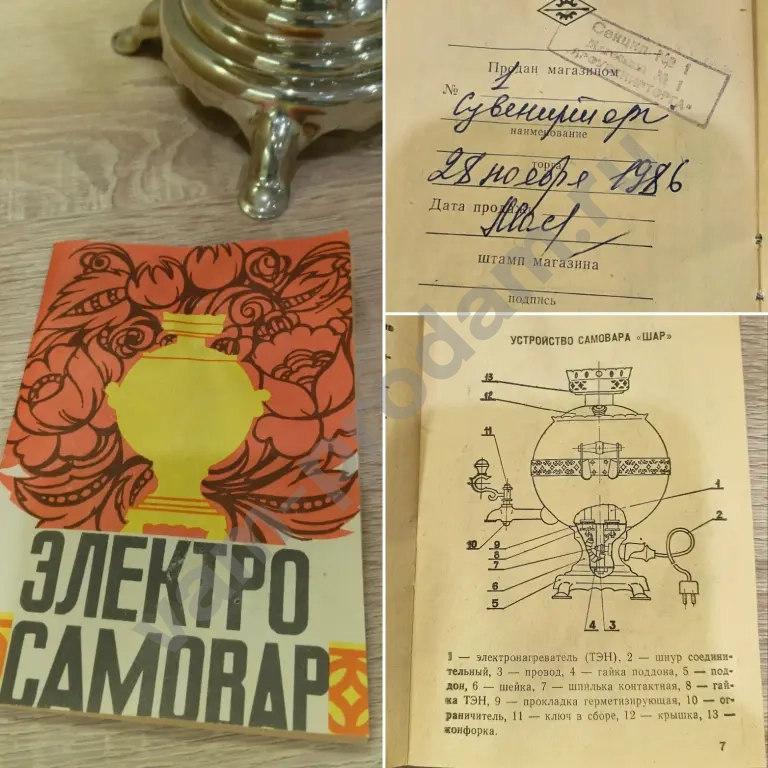 ЭЛЕКТРО
САМОВАР
Секция № 1
Продан магазином
№ 1
Сувенирторг
наименование
торга
28 ноября 1986
Дата продажи
штамп магазина
подпись
УСТРОЙСТВО САМОВАРА «ШАР»
13
12
11
1
2
10
9
8
7
6
5
4 3
1 — электронагреватель (ТЭН), 2 — шнур соедини-
тельный, 3 — провод, 4 — гайка поддона, 5 — под-
дон, 6 — шейка, 7 — шпилька контактная, 8 — гай-
ка ТЭН, 9 — прокладка герметизирующая, 10 — ог-
раничитель, 11 — ключ в сборе, 12 — крышка, 13 —
конфорка.
7
vam-prodam.ru